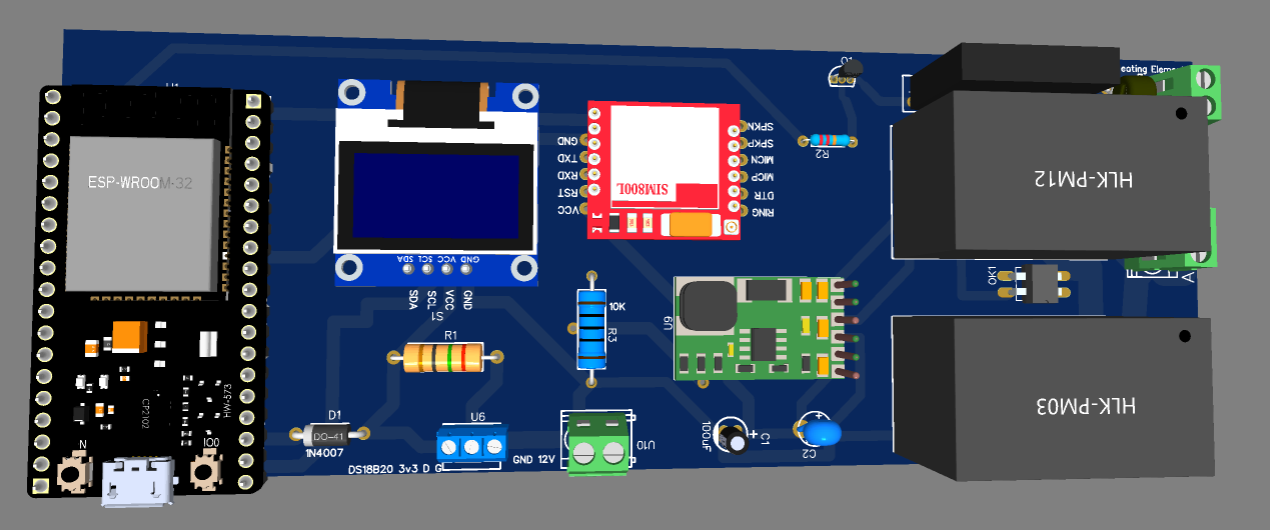 U1
ESP-WROOM-32
CP2102
HW-573
IO0
SDA
SCL
VCC
GND
SDA
SCL
VCC
GND
S1
GND
TXD
RXD
RST
VCC
SIM800L
SPKN
SPKP
MICN
MICP
DTR
RING
R2
Q1
eating Eleme
HLK-PM12
OK1
A
HLK-PM03
R1
10K
R3
U9
D1
DO-41
1N4007
U6
DS18B20 3v3 D G
GND 12V
U10
100uF
+
C1
+
C2